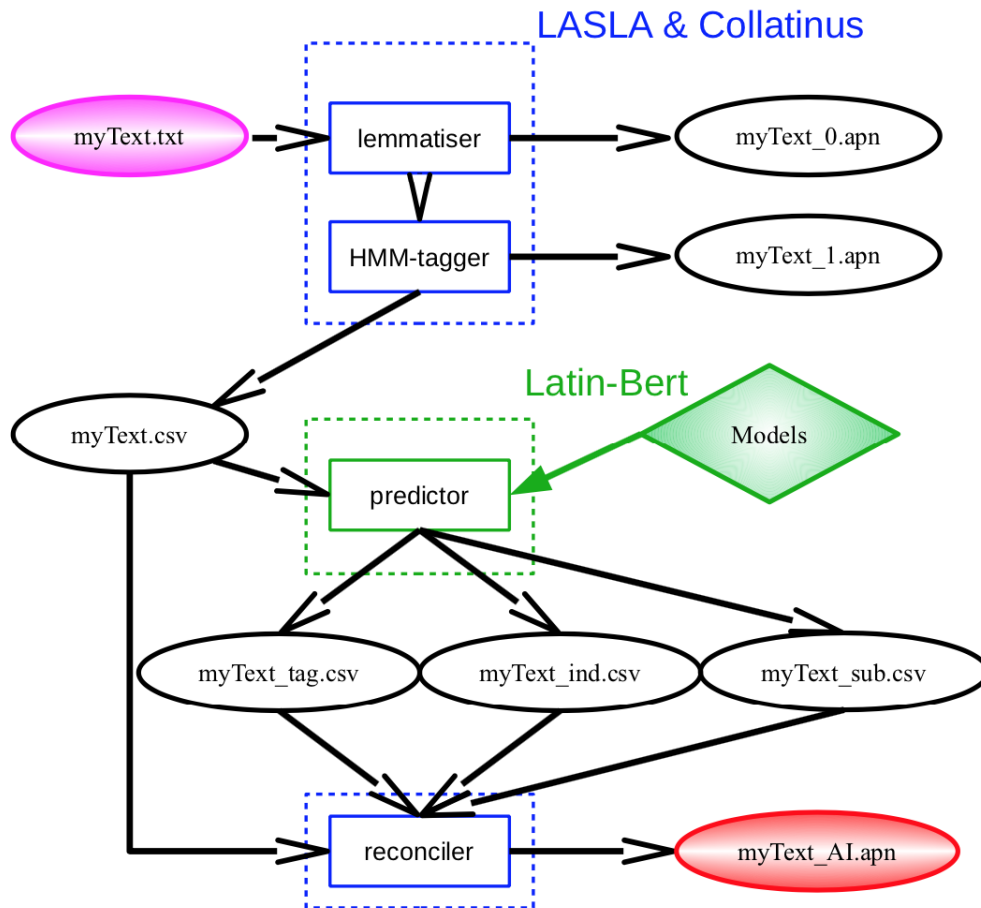 LASLA & Collatinus
myText.txt
lemmatiser
myText_0.apn
HMM-tagger
myText_1.apn
Latin-Bert
myText.csv
Models
predictor
myText_tag.csv
myText_ind.csv
myText_sub.csv
reconciler
myText_AI.apn